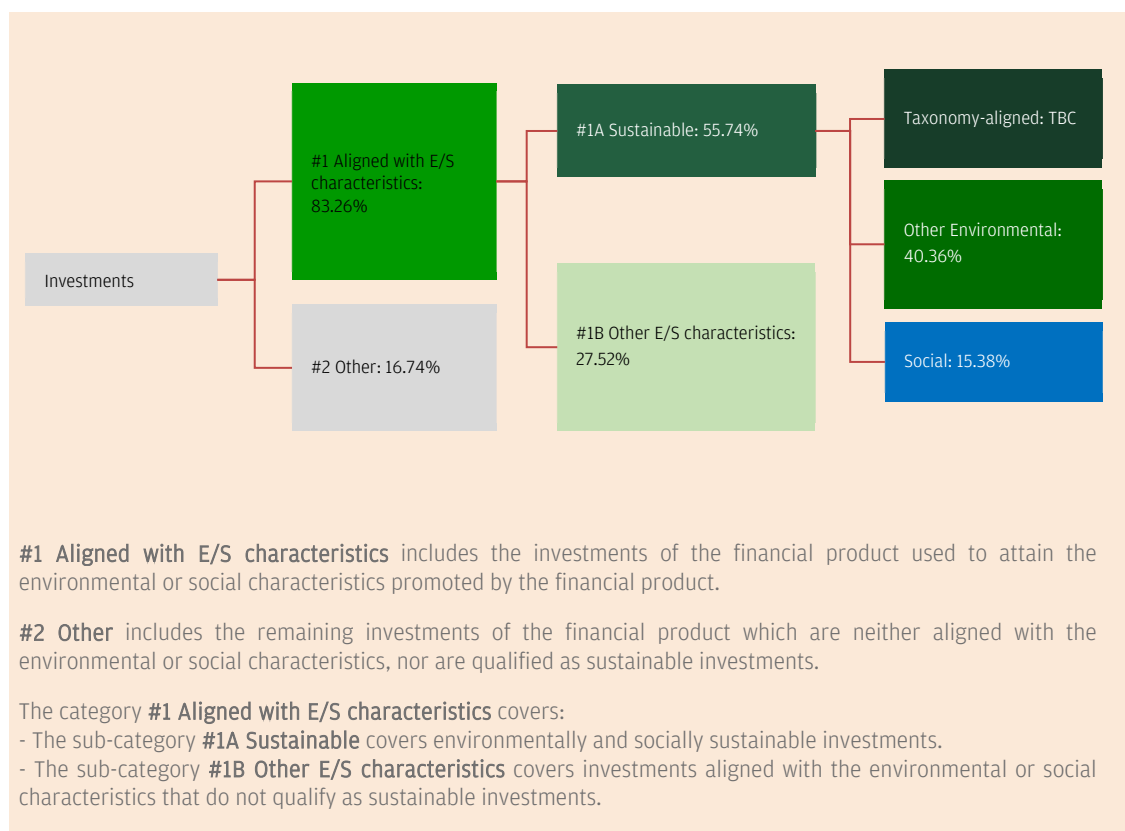 Investments
#1 Aligned with E/S
characteristics:
83.26%
#2 Other: 16.74%
#1A Sustainable: 55.74%
#1B Other E/S characteristics:
27.52%
Taxonomy-aligned: TBC
Other Environmental:
40.36%
Social: 15.38%
#1 Aligned with E/S characteristics includes the investments of the financial product used to attain the
environmental or social characteristics promoted by the financial product.
#2 Other includes the remaining investments of the financial product which are neither aligned with the
environmental or social characteristics, nor are qualified as sustainable investments.
The category #1 Aligned with E/S characteristics covers:
- The sub-category #1A Sustainable covers environmentally and socially sustainable investments.
- The sub-category #1B Other E/S characteristics covers investments aligned with the environmental or social
characteristics that do not qualify as sustainable investments.